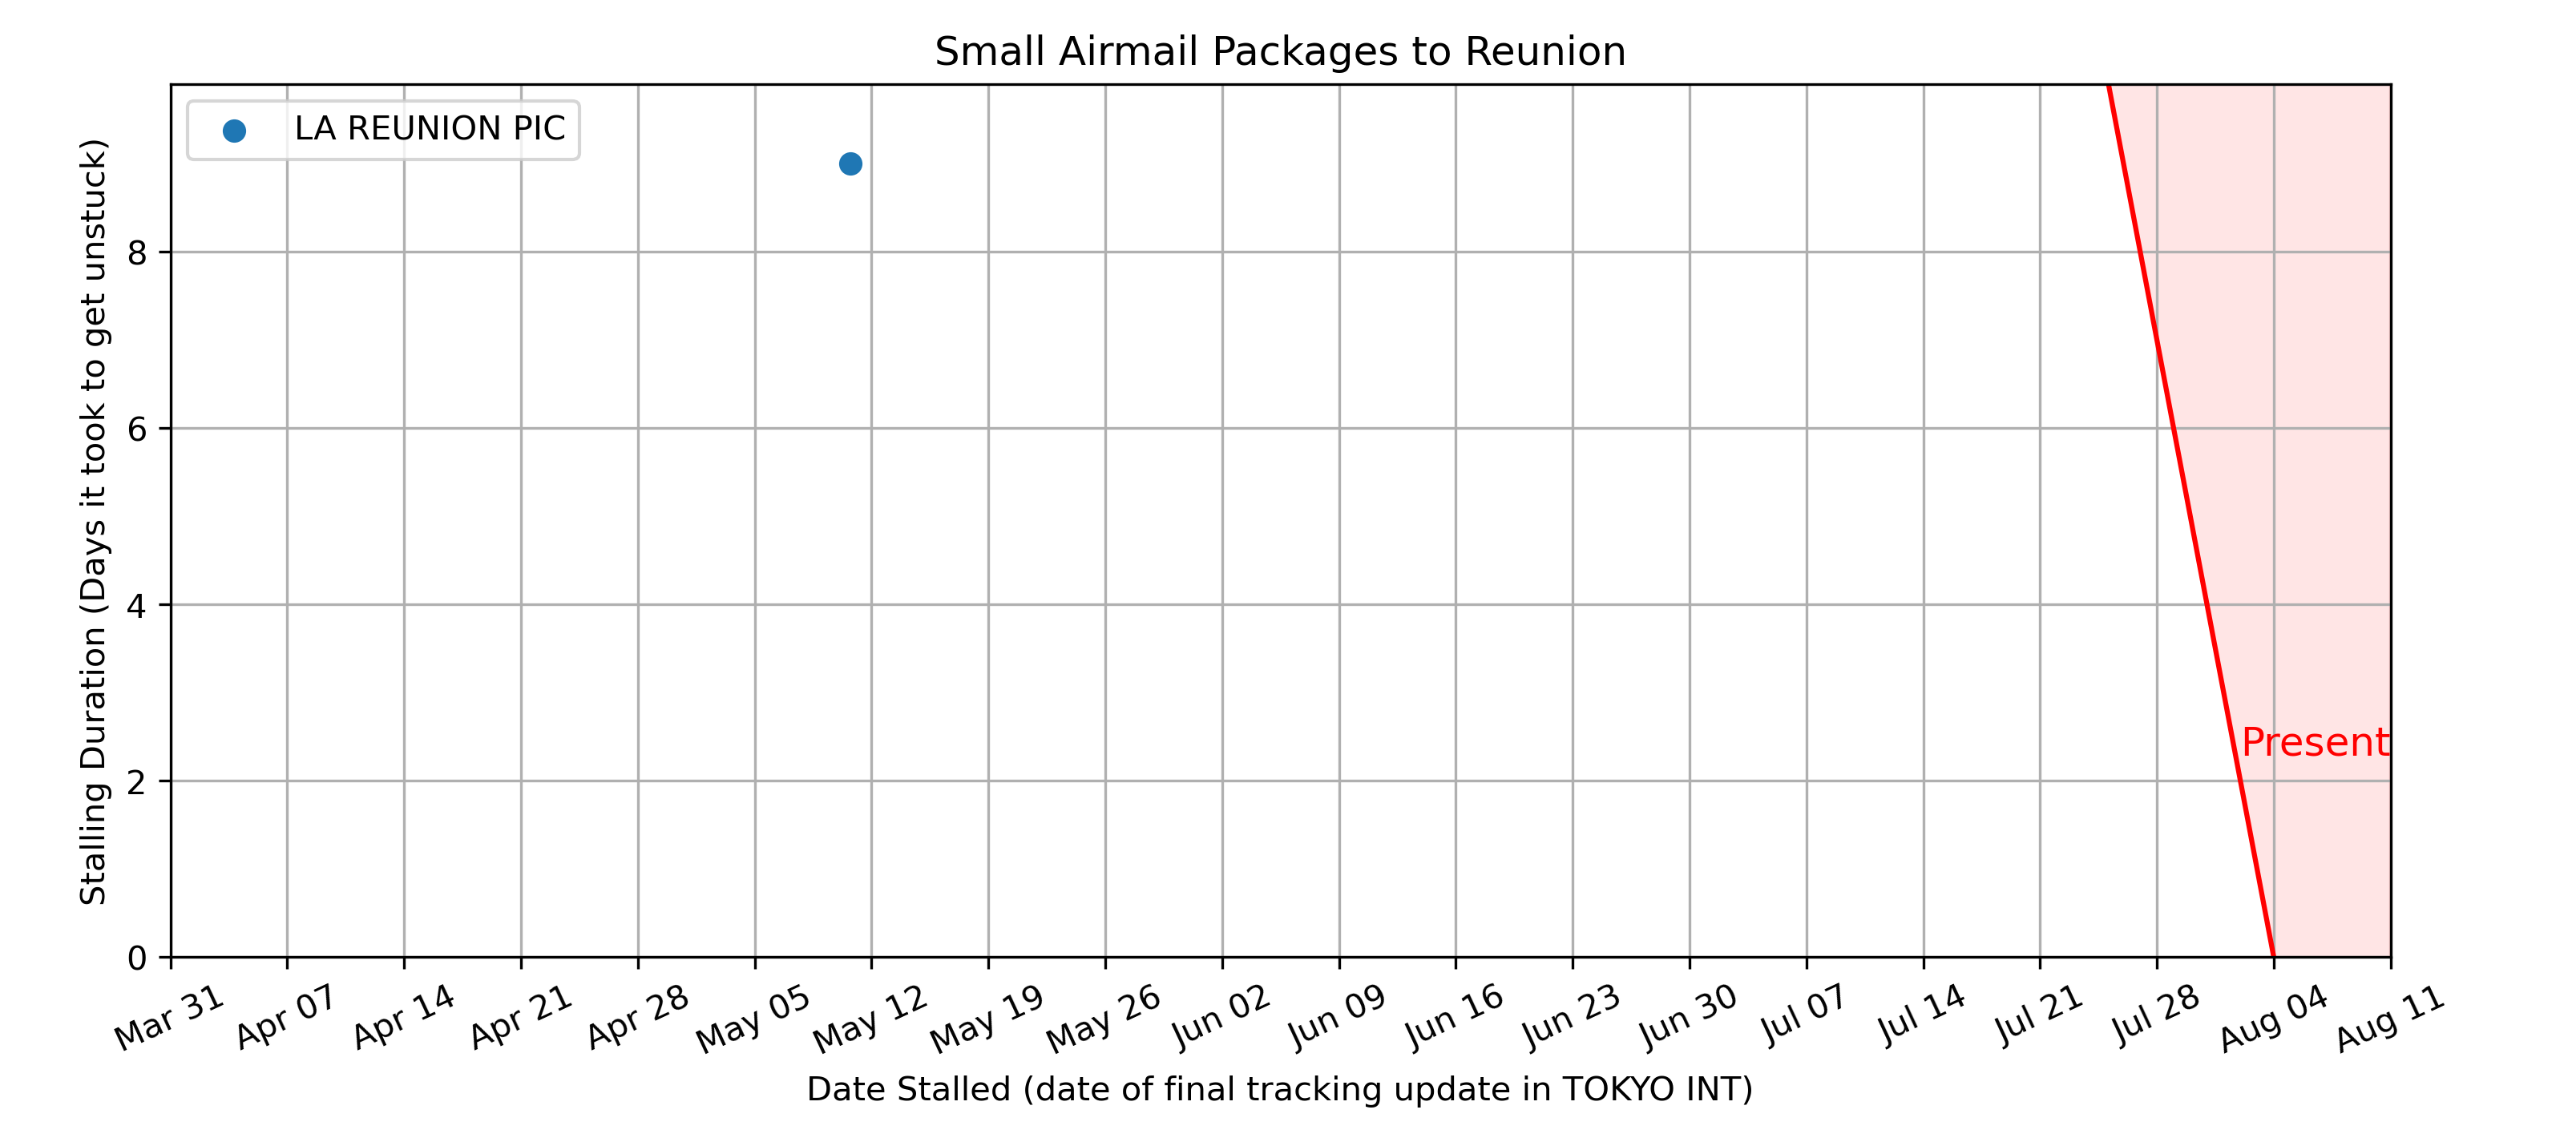 Small Airmail Packages to Reunion
LA REUNION PIC
Stalling Duration (Days it took to get unstuck)
8
6
4
2
0
Present
Mar 31
Apr 07
Apr 14
Apr 21
Apr 28
May 05
May 12
May 19
May 26
Jun 02
Jun 09
Jun 16
Jun 23
Jun 30
Jul 07
Jul 14
Jul 21
Jul 28
Aug 04
Aug 11
Date Stalled (date of final tracking update in TOKYO INT)